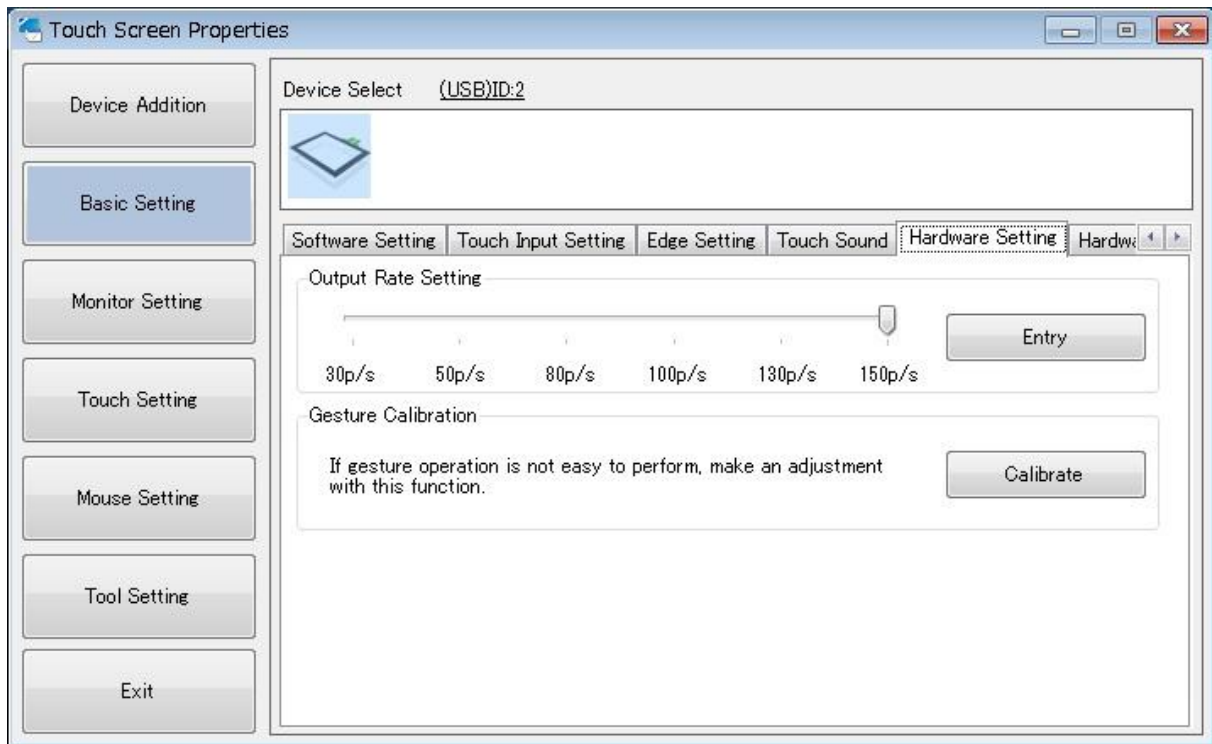 Touch Screen Properties
Device Addition
Basic Setting
Monitor Setting
Touch Setting
Mouse Setting
Tool Setting
Exit
Device Select (USB)ID:2
Software Setting Touch Input Setting Edge Setting Touch Sound Hardware Setting Hardw
Output Rate Setting
30p/s 50p/s 80p/s 100p/s 130p/s 150p/s
Entry
Gesture Calibration
If gesture operation is not easy to perform, make an adjustment
with this function.
Calibrate